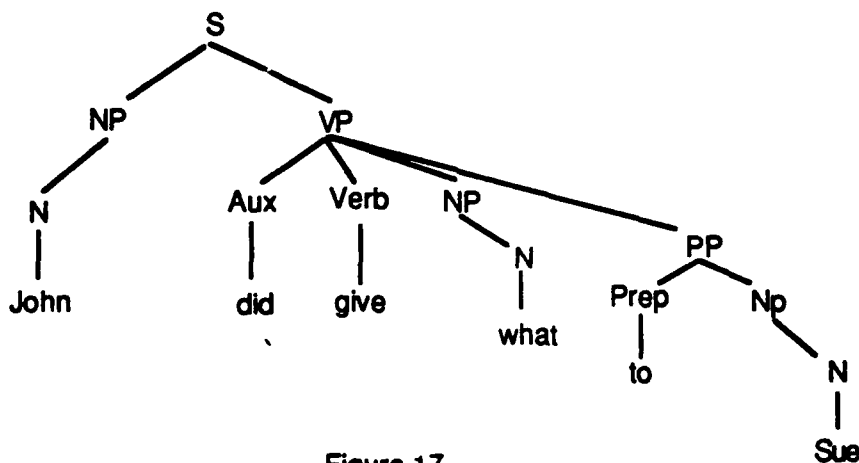 S
NP VP
N Aux Verb NP PP
John did give N Prep Np
what to N
Sue
Figure 17